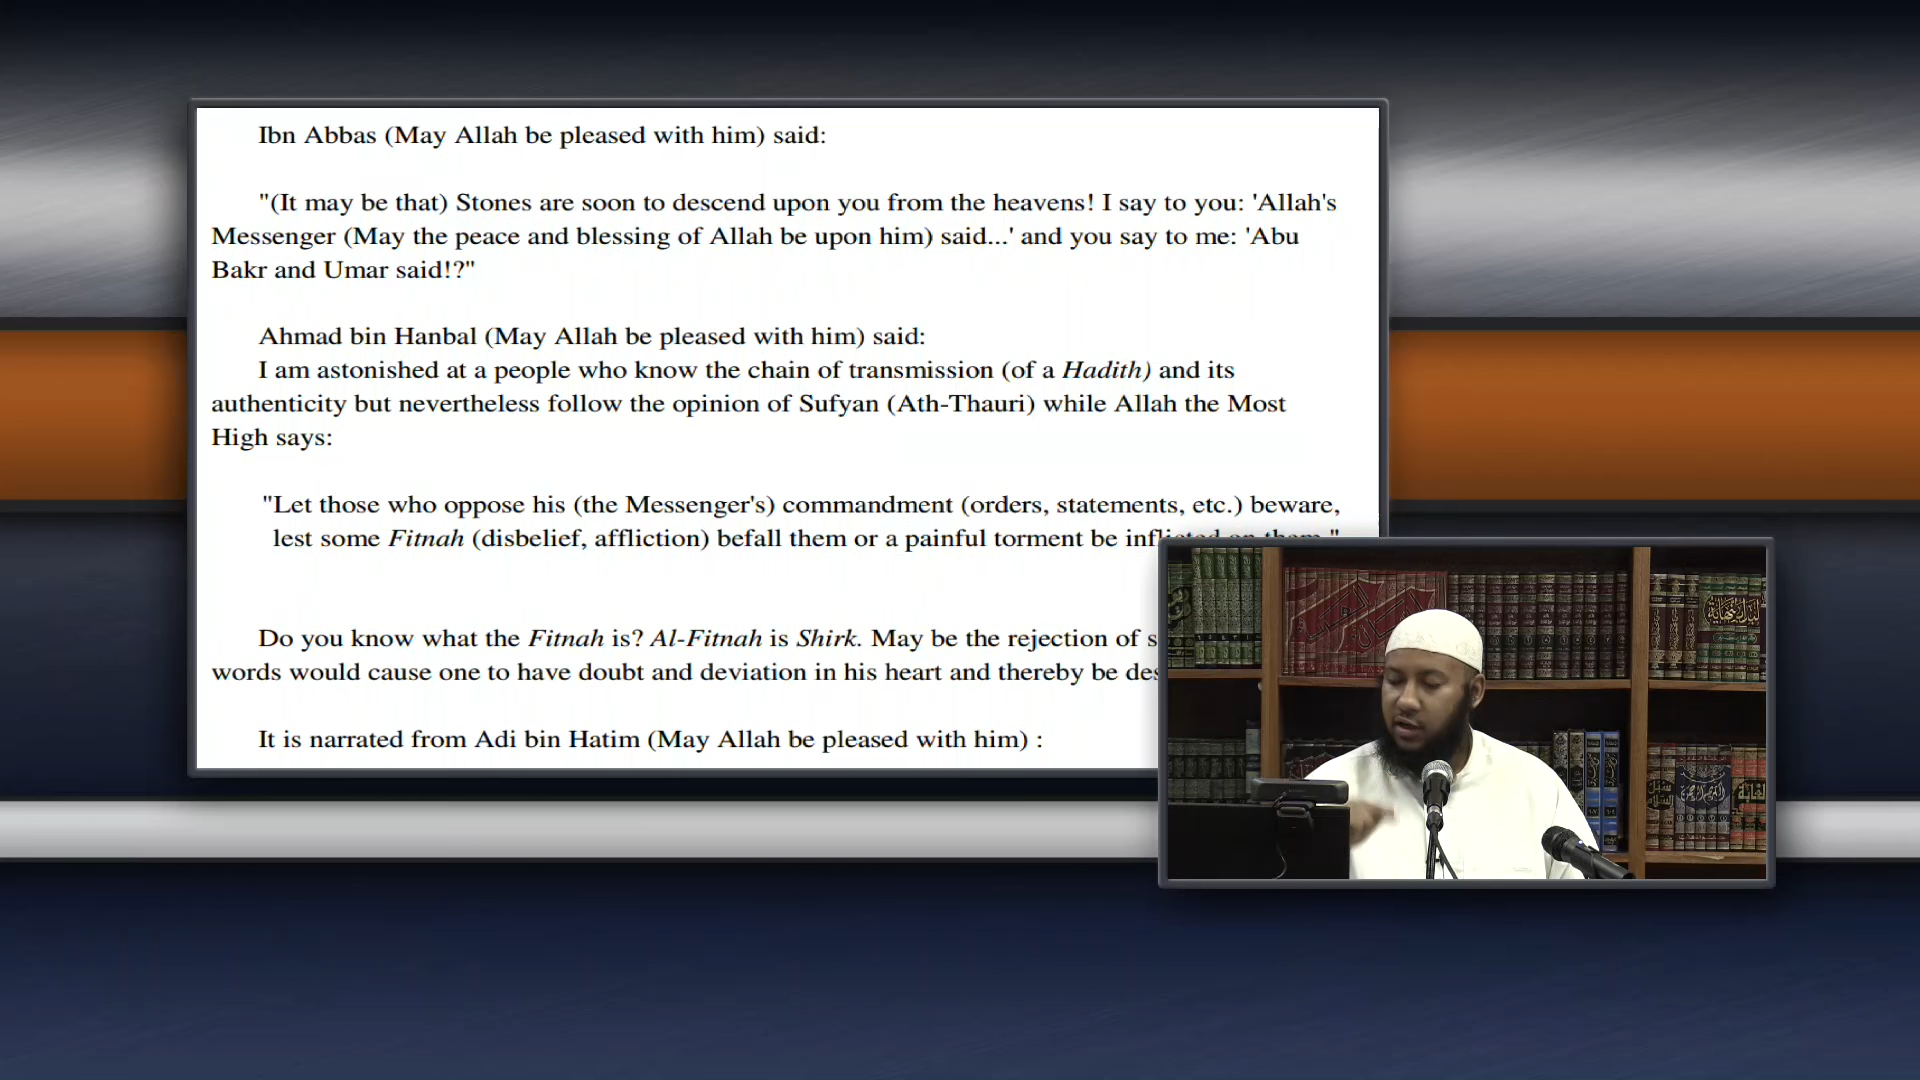 Ibn Abbas (May Allah be pleased with him) said:
"(It may be that) Stones are soon to descend upon you from the heavens! I say to you: 'Allah's
Messenger (May the peace and blessing of Allah be upon him) said...' and you say to me: 'Abu
Bakr and Umar said!?"
Ahmad bin Hanbal (May Allah be pleased with him) said:
I am astonished at a people who know the chain of transmission (of a Hadith) and its
authenticity but nevertheless follow the opinion of Sufyan (Ath-Thauri) while Allah the Most
High says:
"Let those who oppose his (the Messenger's) commandment (orders, statements, etc.) beware,
lest some Fitnah (disbelief, affliction) befall them or a painful torment be inflicted on them."
Do you know what the Fitnah is? Al-Fitnah is Shirk. May be the rejection of s
words would cause one to have doubt and deviation in his heart and thereby be des
It is narrated from Adi bin Hatim (May Allah be pleased with him) :